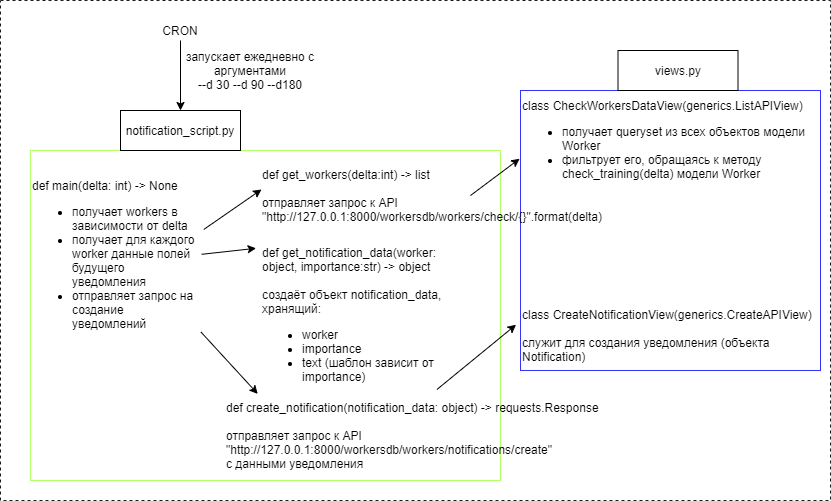 CRON
запускает ежедневно с
аргументами
--d 30 --d 90 --d180
notification_script.py
def main(delta: int) -> None
получает workers в
зависимости от delta
получает для каждого
worker данные полей
будущего
уведомления
отправляет запрос на
создание
уведомлений
def get_workers(delta:int) -> list
отправляет запрос к API
"http://127.0.0.1:8000/workersdb/workers/check/{}".format(delta)
def get_notification_data(worker:
object, importance:str) -> object
создаёт объект notification_data,
хранящий:
worker
importance
text (шаблон зависит от
importance)
def create_notification(notification_data: object) -> requests.Response
отправляет запрос к API
"http://127.0.0.1:8000/workersdb/workers/notifications/create"
с данными уведомления
views.py
class CheckWorkersDataView(generics.ListAPIView)
получает queryset из всех объектов модели
Worker
фильтрует его, обращаясь к методу
check_training(delta) модели Worker
class CreateNotificationView(generics.CreateAPIView)
служит для создания уведомления (объекта
Notification)